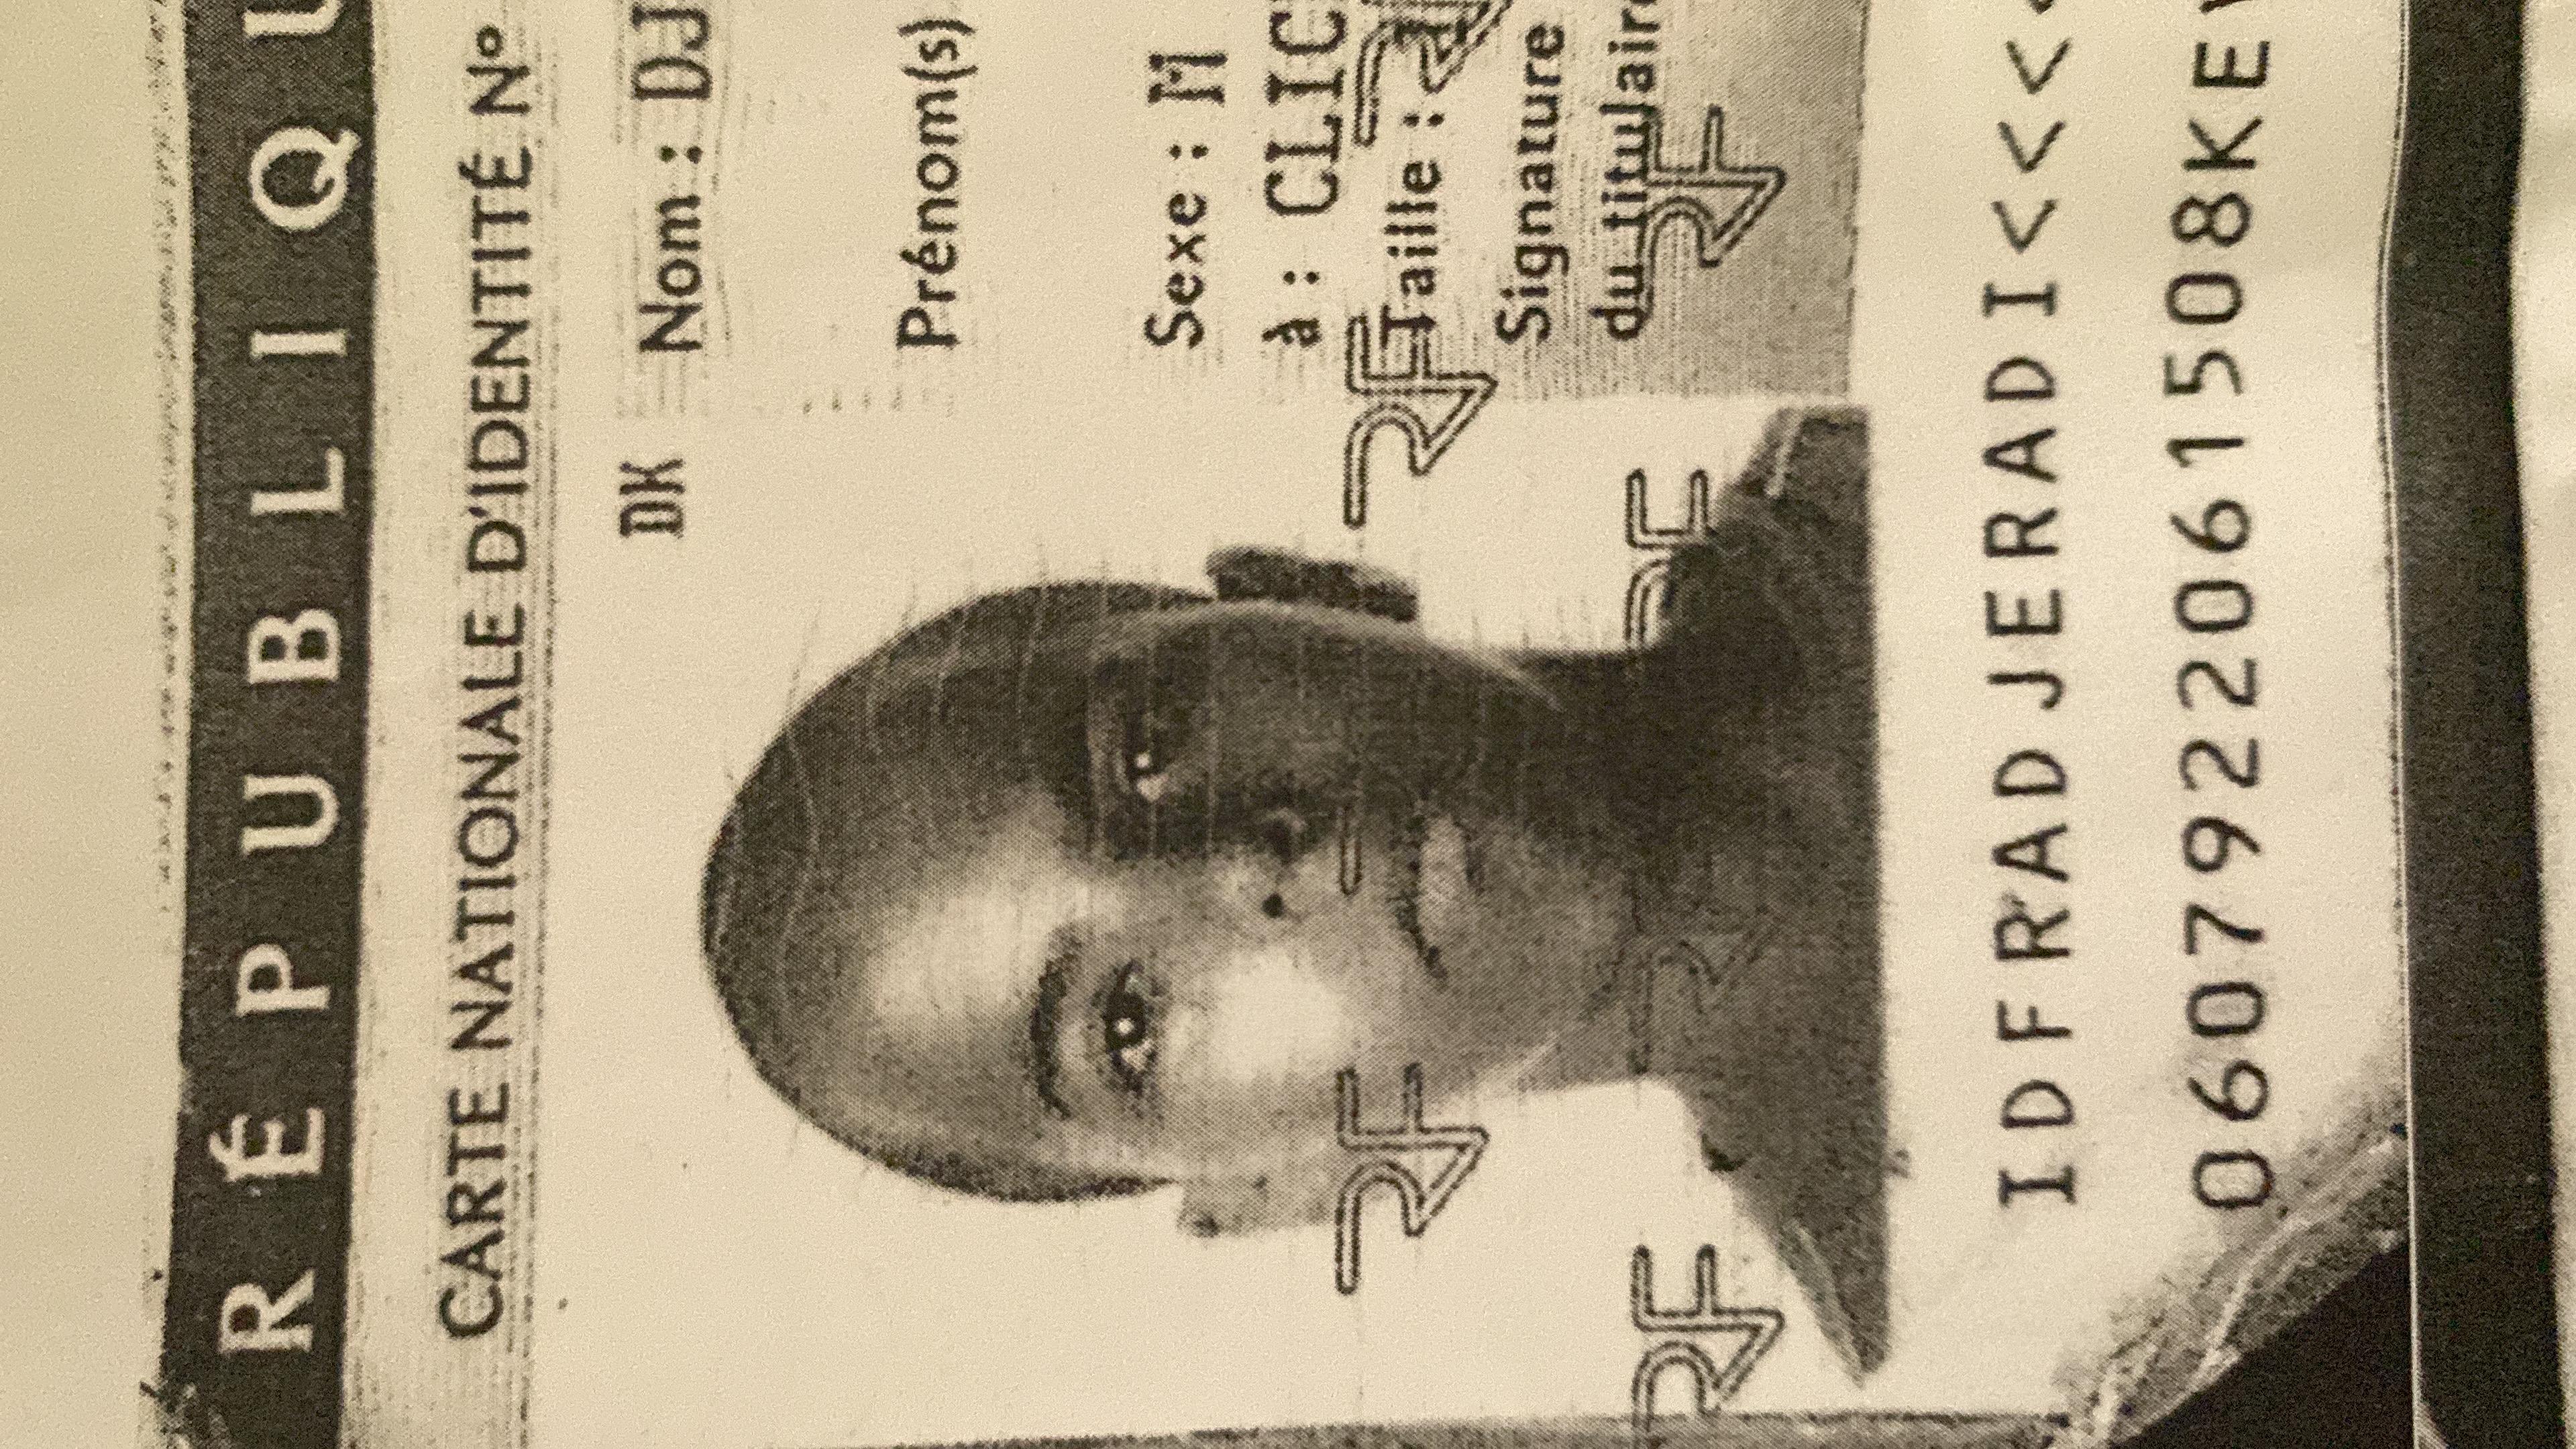 RÉPUBLIQU
CARTE NATIONALE D'IDENTITÉ Nº
DK
Nom : DJ
Prénom(s)
Sexe : M
à : CLIC
Taille :
Signature
du titulaire
RF RF
RF RF RF RF
IDFRADJERADI<<<<
0607922061508KEV